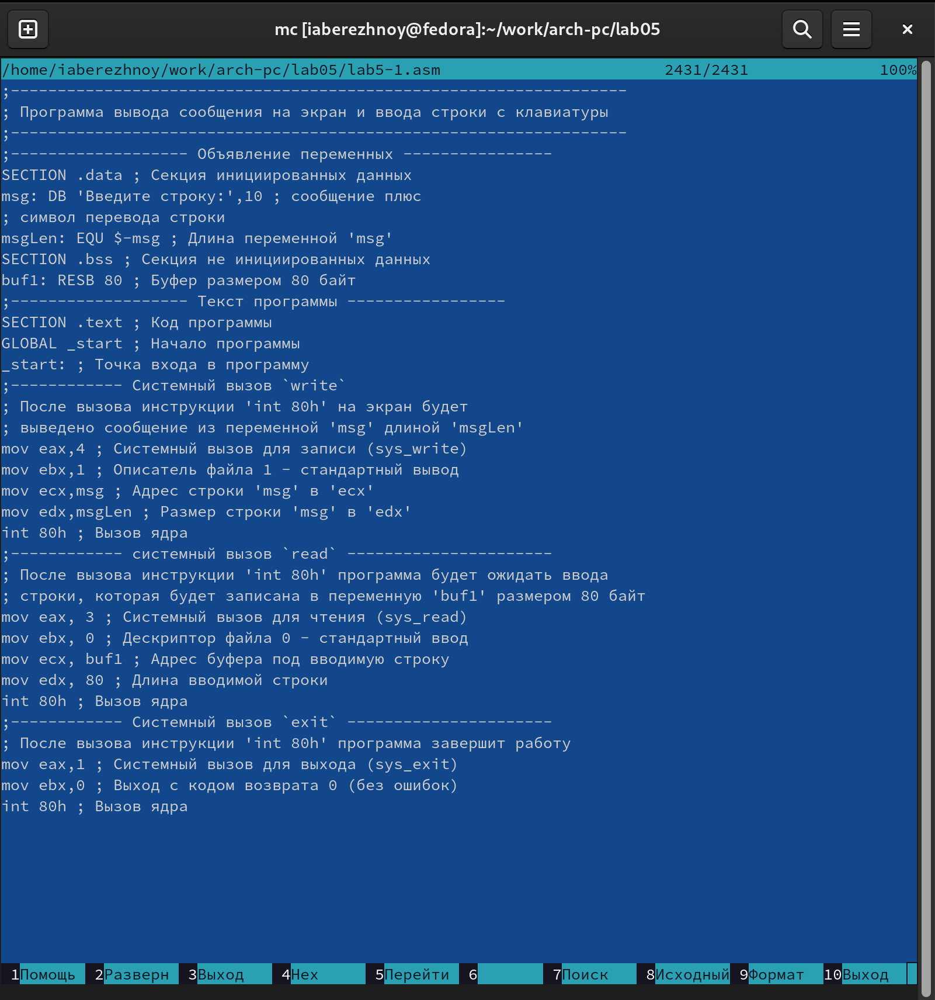 mc [iaberezhnoy@fedora]:~/work/arch-pc/lab05
/home/iaberezhnoy/work/arch-pc/lab05/lab5-1.asm 2431/2431 100%
;------------------------------------------------------------------
; Программа вывода сообщения на экран и ввода строки с клавиатуры
;------------------------------------------------------------------
;------------------- Объявление переменных ----------------
SECTION .data ; Секция инициированных данных
msg: DB 'Введите строку:',10 ; сообщение плюс
; символ перевода строки
msgLen: EQU $-msg ; Длина переменной 'msg'
SECTION .bss ; Секция не инициированных данных
buf1: RESB 80 ; Буфер размером 80 байт
;------------------- Текст программы -----------------
SECTION .text ; Код программы
GLOBAL _start ; Начало программы
_start: ; Точка входа в программу
;------------ Системный вызов `write`
; После вызова инструкции 'int 80h' на экран будет
; выведено сообщение из переменной 'msg' длиной 'msgLen'
mov eax,4 ; Системный вызов для записи (sys_write)
mov ebx,1 ; Описатель файла 1 - стандартный вывод
mov ecx,msg ; Адрес строки 'msg' в 'ecx'
mov edx,msgLen ; Размер строки 'msg' в 'edx'
int 80h ; Вызов ядра
;------------ системный вызов `read` ----------------------
; После вызова инструкции 'int 80h' программа будет ожидать ввода
; строки, которая будет записана в переменную 'buf1' размером 80 байт
mov eax, 3 ; Системный вызов для чтения (sys_read)
mov ebx, 0 ; Дескриптор файла 0 - стандартный ввод
mov ecx, buf1 ; Адрес буфера под вводимую строку
mov edx, 80 ; Длина вводимой строки
int 80h ; Вызов ядра
;------------ Системный вызов `exit` ----------------------
; После вызова инструкции 'int 80h' программа завершит работу
mov eax,1 ; Системный вызов для выхода (sys_exit)
mov ebx,0 ; Выход с кодом возврата 0 (без ошибок)
int 80h ; Вызов ядра
1Помощь 2Разверн 3Выход 4Hex 5Перейти 6 7Поиск 8Исходный 9Формат 10Выход